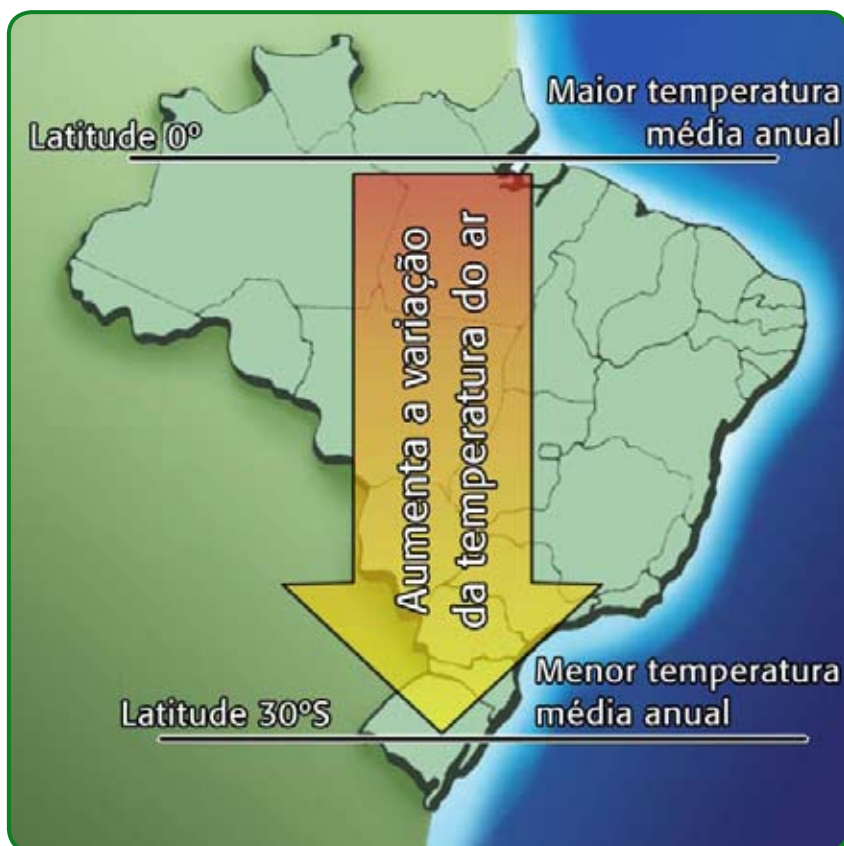 Maior temperatura
média anual
Latitude 0º
Aumenta a variação
da temperatura do ar
Menor temperatura
média anual
Latitude 30ºS